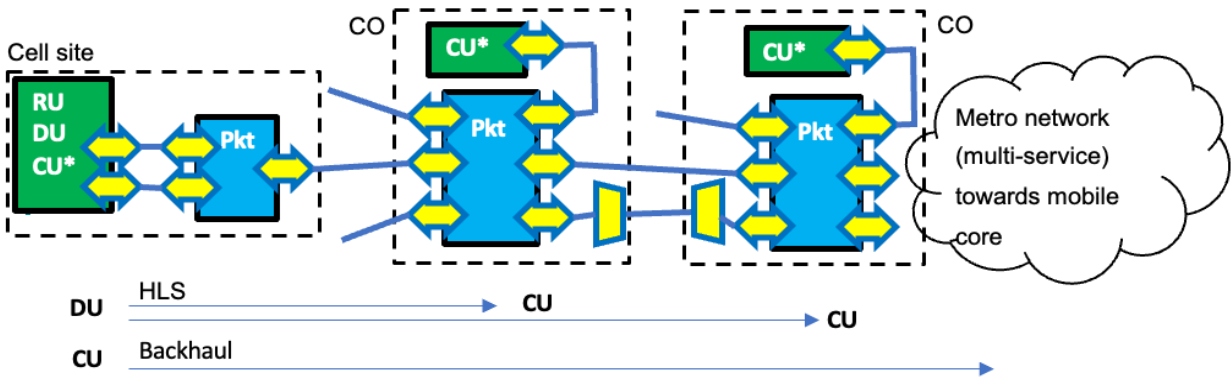 CO
CO
CU*
CU*
Cell site
RU
DU
CU*
Pkt
Pkt
Pkt
Metro network
(multi-service)
towards mobile
core
HLS
DU
CU
CU
CU
Backhaul